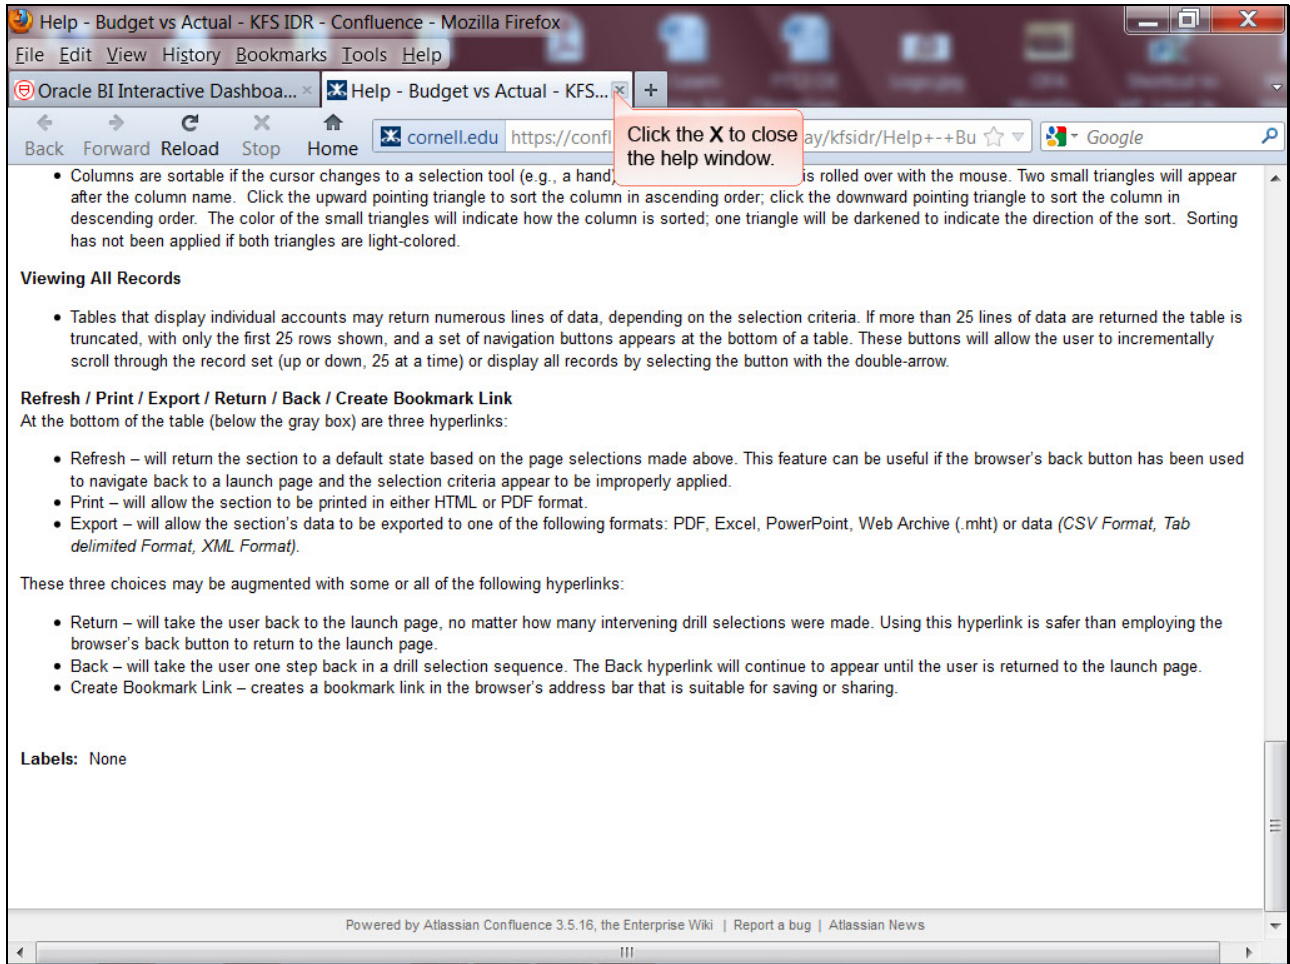 Help - Budget vs Actual - KFS IDR - Confluence - Mozilla Firefox
File Edit View History Bookmarks Tools Help
Oracle BI Interactive Dashboa... × Help - Budget vs Actual - KFS... × +
Back Forward Reload Stop Home cornell.edu https://confl ay/kfsidr/Help+-+Bu Google
Click the X to close
the help window.
• Columns are sortable if the cursor changes to a selection tool (e.g., a hand) is rolled over with the mouse. Two small triangles will appear
after the column name. Click the upward pointing triangle to sort the column in ascending order; click the downward pointing triangle to sort the column in
descending order. The color of the small triangles will indicate how the column is sorted; one triangle will be darkened to indicate the direction of the sort. Sorting
has not been applied if both triangles are light-colored.
Viewing All Records
• Tables that display individual accounts may return numerous lines of data, depending on the selection criteria. If more than 25 lines of data are returned the table is
truncated, with only the first 25 rows shown, and a set of navigation buttons appears at the bottom of a table. These buttons will allow the user to incrementally
scroll through the record set (up or down, 25 at a time) or display all records by selecting the button with the double-arrow.
Refresh / Print / Export / Return / Back / Create Bookmark Link
At the bottom of the table (below the gray box) are three hyperlinks:
• Refresh – will return the section to a default state based on the page selections made above. This feature can be useful if the browser's back button has been used
to navigate back to a launch page and the selection criteria appear to be improperly applied.
• Print – will allow the section to be printed in either HTML or PDF format.
• Export – will allow the section's data to be exported to one of the following formats: PDF, Excel, PowerPoint, Web Archive (.mht) or data (CSV Format, Tab
delimited Format, XML Format).
These three choices may be augmented with some or all of the following hyperlinks:
• Return – will take the user back to the launch page, no matter how many intervening drill selections were made. Using this hyperlink is safer than employing the
browser's back button to return to the launch page.
• Back – will take the user one step back in a drill selection sequence. The Back hyperlink will continue to appear until the user is returned to the launch page.
• Create Bookmark Link – creates a bookmark link in the browser's address bar that is suitable for saving or sharing.
Labels: None
Powered by Atlassian Confluence 3.5.16, the Enterprise Wiki | Report a bug | Atlassian News